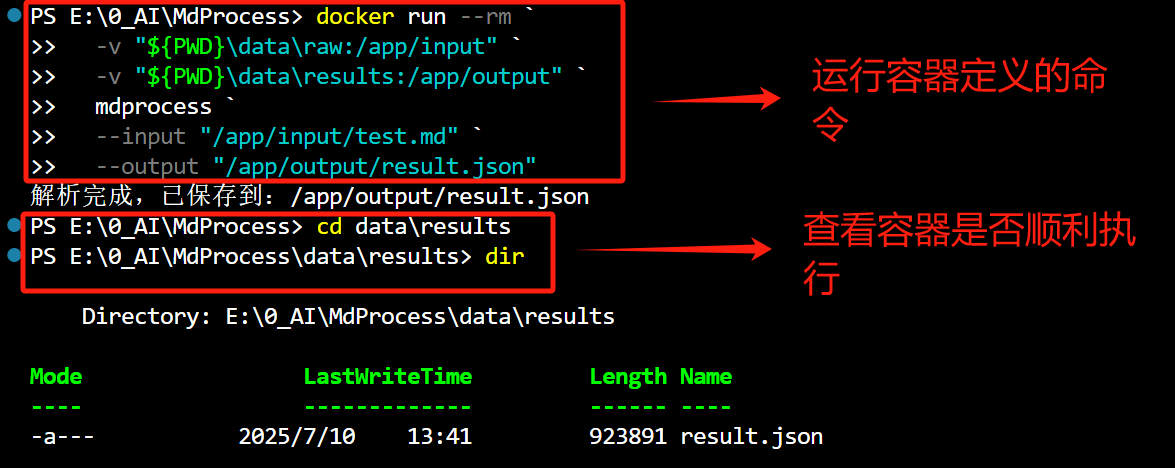 PS E:\0_AI\MdProcess> docker run --rm `
>>   -v "${PWD}\data\raw:/app/input" `
>>   -v "${PWD}\data\results:/app/output" `
>>   mdprocess `
>>   --input "/app/input/test.md" `
>>   --output "/app/output/result.json"
运行容器定义的命
令
解析完成，已保存到：/app/output/result.json
PS E:\0_AI\MdProcess> cd data\results
PS E:\0_AI\MdProcess\data\results> dir
查看容器是否顺利执
行
    Directory: E:\0_AI\MdProcess\data\results
Mode                 LastWriteTime         Length Name
----                 -------------         ------ ----
-a---           2025/7/10    13:41         923891 result.json